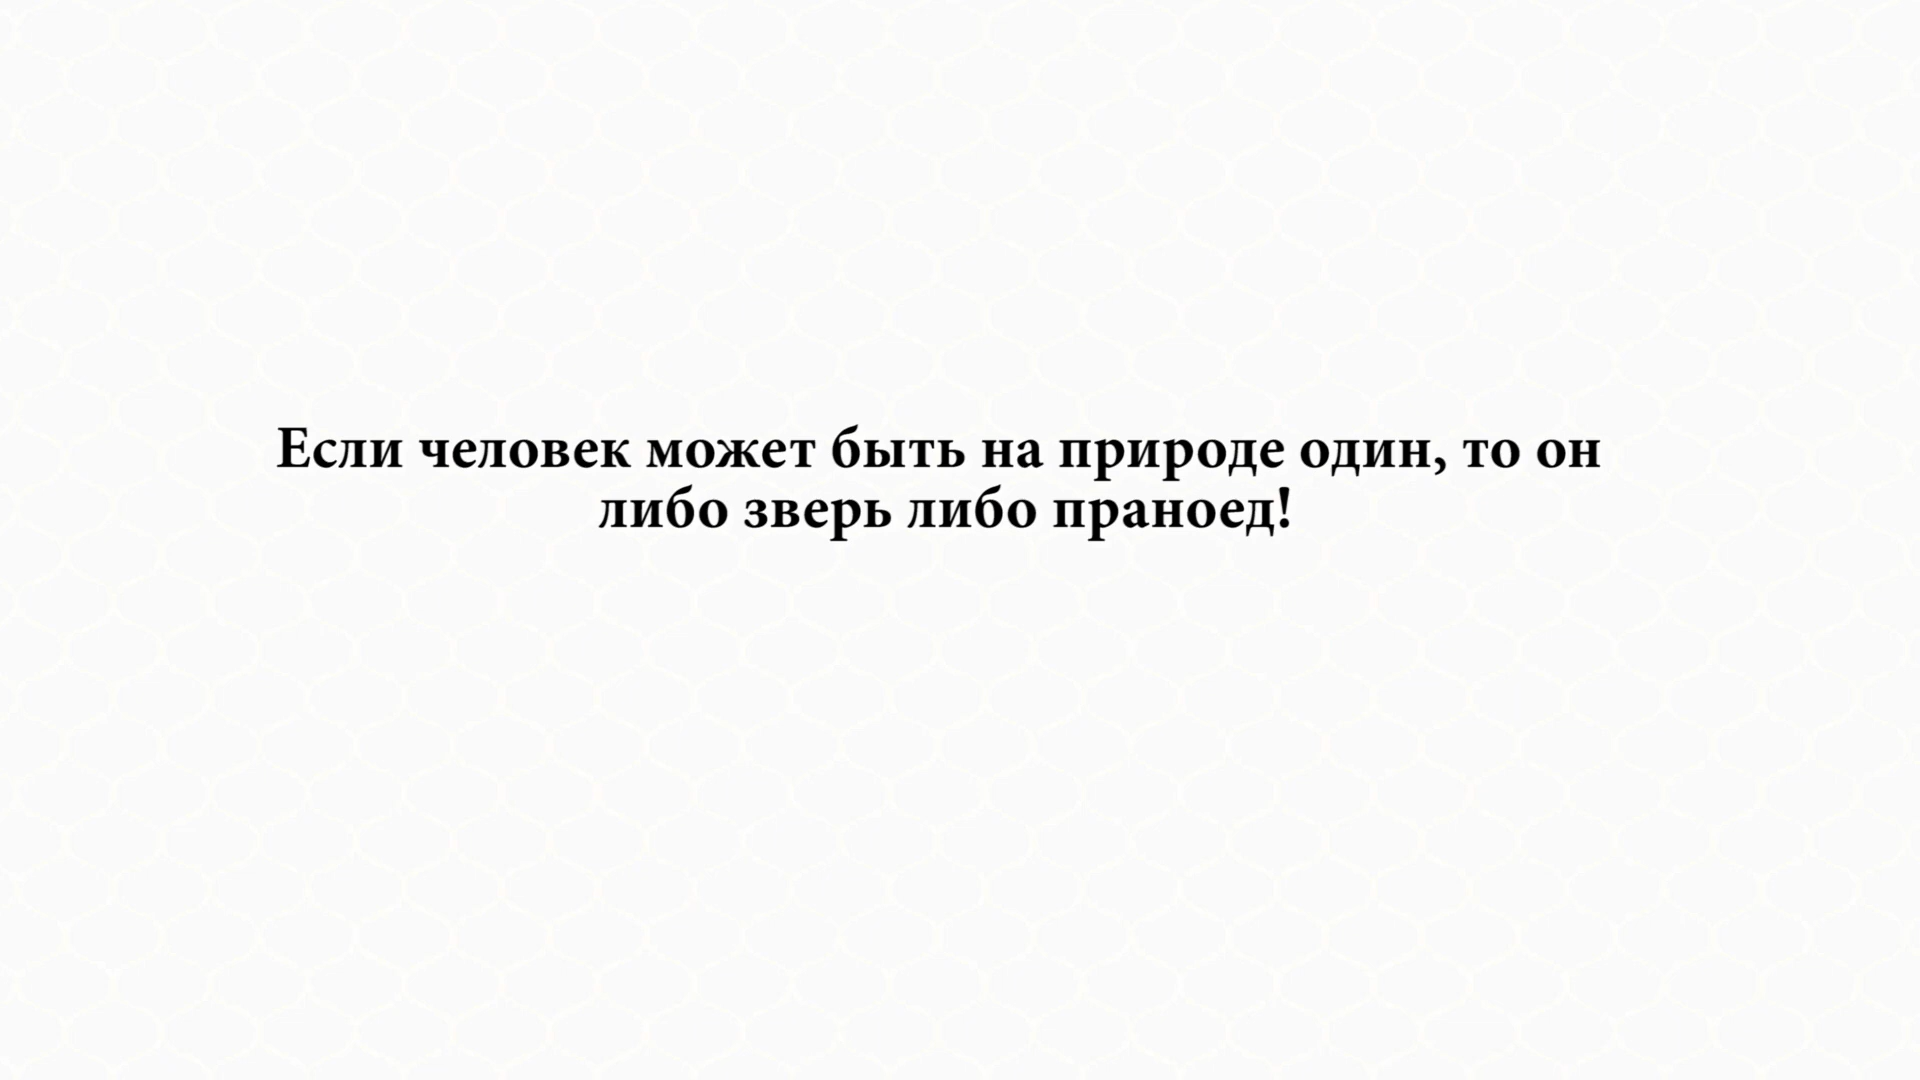 Если человек может быть на природе один, то он
либо зверь либо праноед!